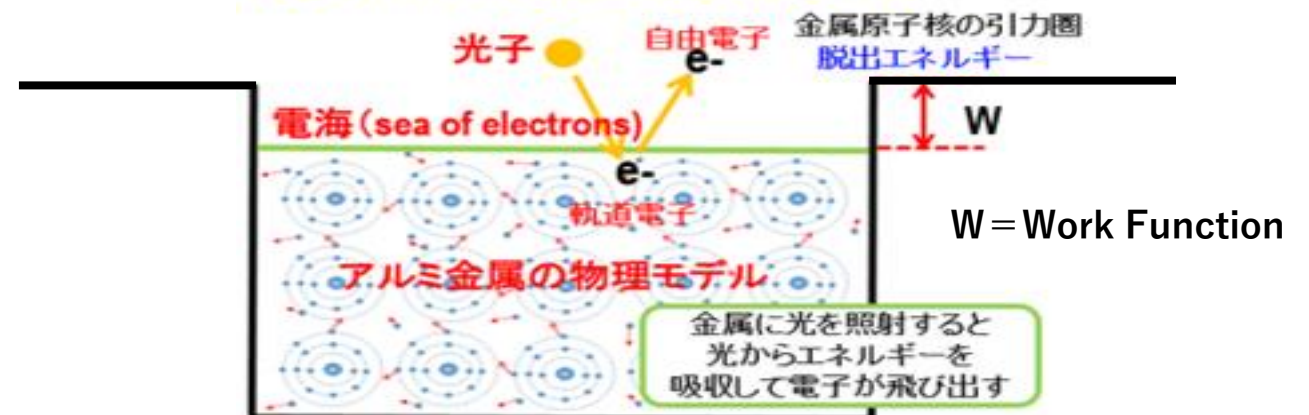 光子
自由電子
e-
金属原子核の引力圏
脱出エネルギー
電海(sea of electrons)
W
e-
軌道電子
W=Work Function
アルミ金属の物理モデル
金属に光を照射すると
光からエネルギーを
吸収して電子が飛び出す